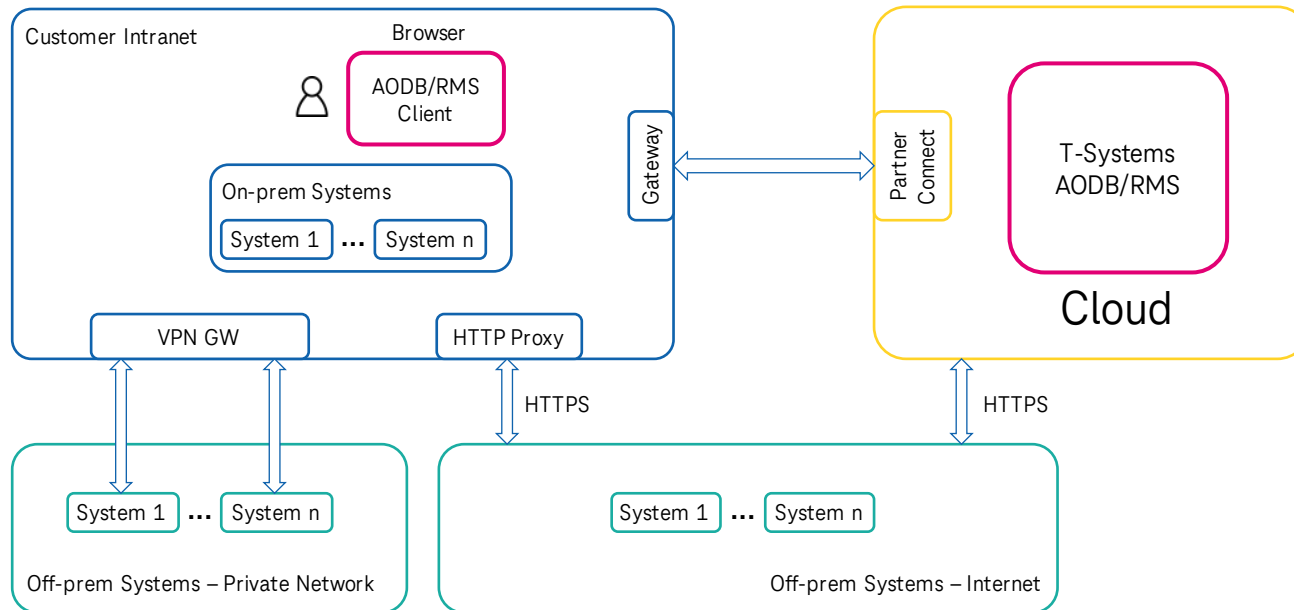 Customer Intranet
Browser
AODB/RMS
Client
On-prem Systems
System 1 ... System n
Gateway
Partner
Connect
T-Systems
AODB/RMS
Cloud
VPN GW
HTTP Proxy
HTTPS
HTTPS
System 1 ... System n
Off-prem Systems – Private Network
System 1 ... System n
Off-prem Systems – Internet